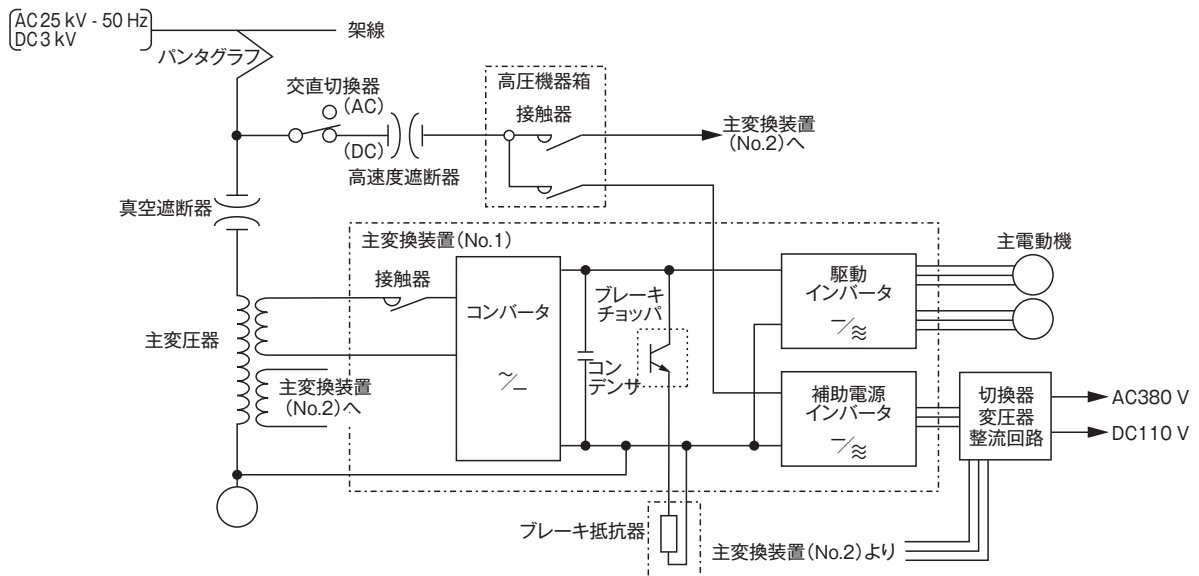 AC 25 kV - 50 Hz
DC 3 kV
架線
パンタグラフ
交直切換器
(AC)
(DC)
高速度遮断器
高圧機器箱
接触器
主変換装置
(No.2)へ
真空遮断器
主変換装置(No.1)
接触器
コンバータ
ブレーキ
チョッパ
コン
デンサ
駆動
インバータ
主電動機
主変圧器
主変換装置
(No.2)へ
補助電源
インバータ
切換器
変圧器
整流回路
AC380 V
DC110 V
ブレーキ抵抗器
主変換装置(No.2)より